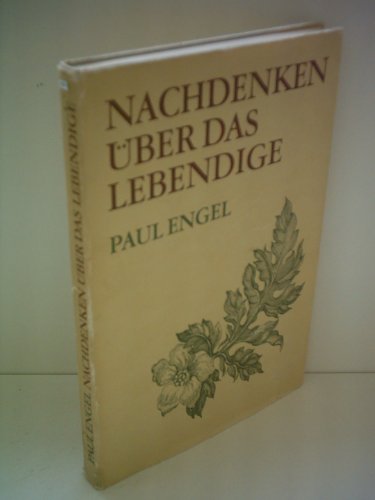 NACHDENKEN
ÜBER DAS
LEBENDIGE
PAUL ENGEL
PAUL ENGEL NACHDENKEN ÜBER DAS LEBENDIGE